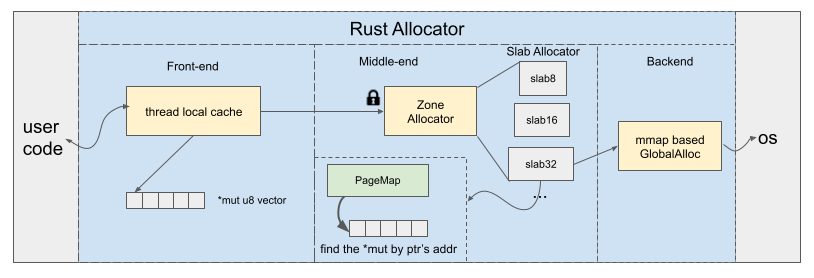 Rust Allocator
Front-end
Middle-end
Slab Allocator
Backend
user
code
thread local cache
Zone
Allocator
slab8
slab16
slab32
...
mmap based
GlobalAlloc
os
*mut u8 vector
PageMap
find the *mut by ptr's addr